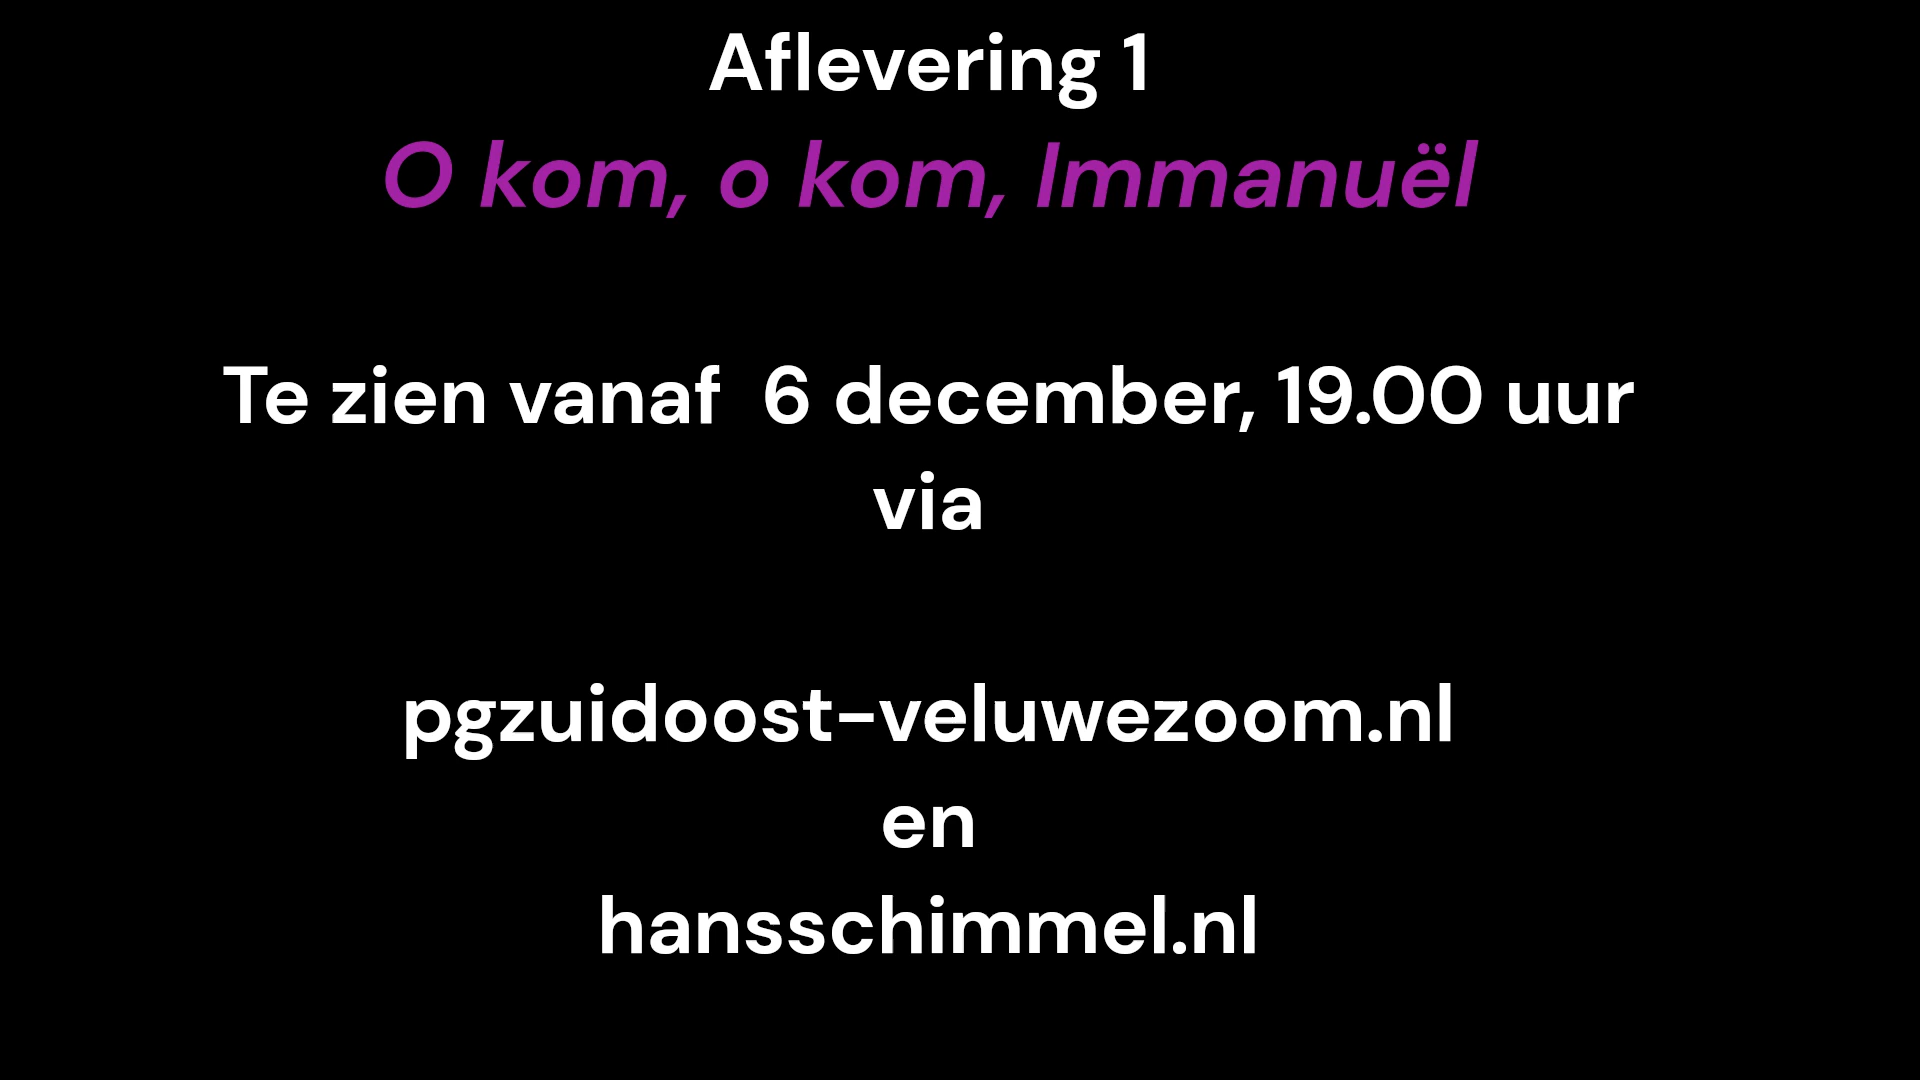 Aflevering 1
O kom, o kom, Immanuël
Te zien vanaf  6 december, 19.00 uur
via
pgzuidoost-veluwezoom.nl
en
hansschimmel.nl